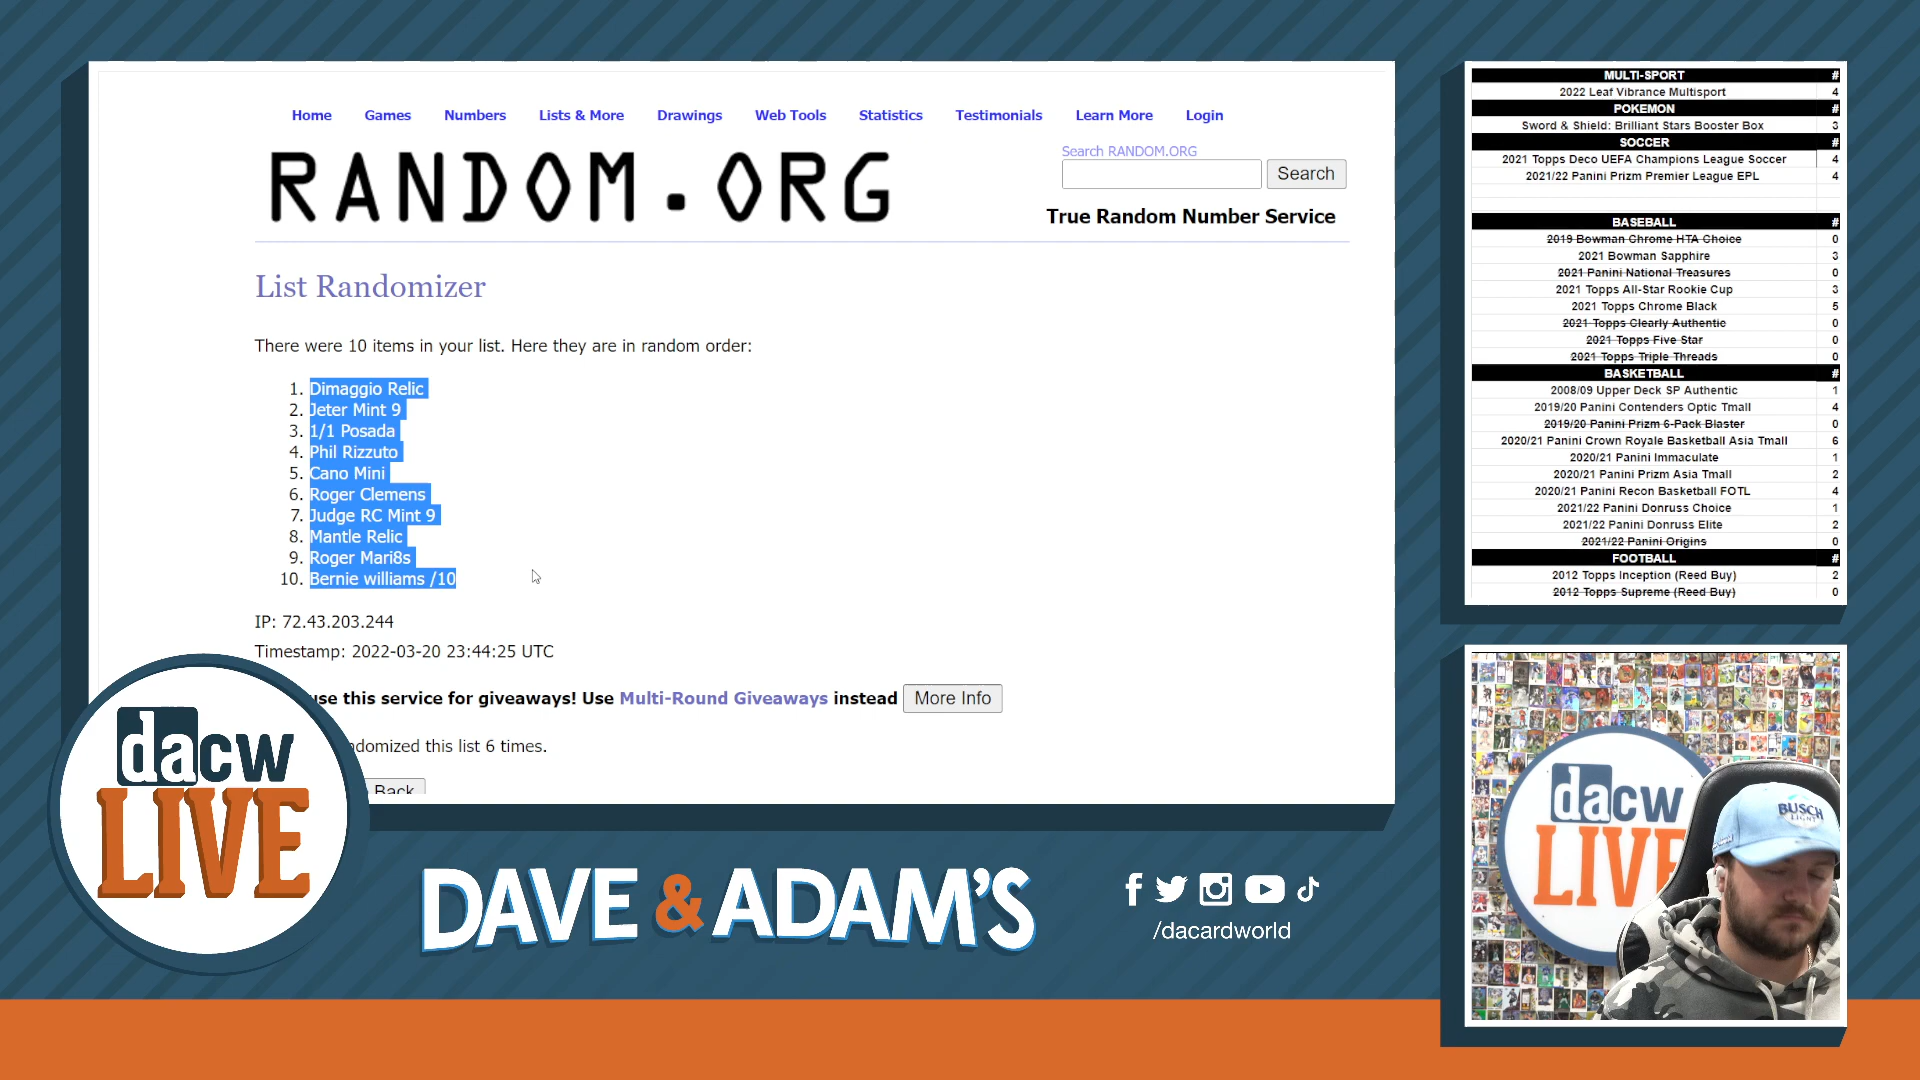 Home Games Numbers Lists & More Drawings Web Tools Statistics Testimonials Learn More Login
RANDOM.ORG
Search RANDOM.ORG
Search
True Random Number Service
List Randomizer
There were 10 items in your list. Here they are in random order:
1. Dimaggio Relic
2. Jeter Mint 9
3. 1/1 Posada
4. Phil Rizzuto
5. Cano Mini
6. Roger Clemens
7. Judge RC Mint 9
8. Mantle Relic
9. Roger Mari8s
10. Bernie williams /10
IP: 72.43.203.244
Timestamp: 2022-03-20 23:44:25 UTC
use this service for giveaways! Use Multi-Round Giveaways instead More Info
domized this list 6 times.
Back
dacw
LIVE
DAVE & ADAM'S
/dacardworld
MULTI-SPORT #
2022 Leaf Vibrance Multisport 4
POKEMON #
Sword & Shield: Brilliant Stars Booster Box 3
SOCCER #
2021 Topps Deco UEFA Champions League Soccer 4
2021/22 Panini Prizm Premier League EPL 4
BASEBALL #
2019 Bowman Chrome HTA Choice 0
2021 Bowman Sapphire 3
2021 Panini National Treasures 0
2021 Topps All-Star Rookie Cup 3
2021 Topps Chrome Black 5
2021 Topps Clearly Authentic 0
2021 Topps Five Star 0
2021 Topps Triple Threads 0
BASKETBALL #
2008/09 Upper Deck SP Authentic 1
2019/20 Panini Contenders Optic Tmall 4
2019/20 Panini Prizm 6-Pack Blaster 0
2020/21 Panini Crown Royale Basketball Asia Tmall 6
2020/21 Panini Immaculate 1
2020/21 Panini Prizm Asia Tmall 2
2020/21 Panini Recon Basketball FOTL 4
2021/22 Panini Donruss Choice 1
2021/22 Panini Donruss Elite 2
2021/22 Panini Origins 0
FOOTBALL #
2012 Topps Inception (Reed Buy) 2
2012 Topps Supreme (Reed Buy) 0
dacw
LIVE
BUSCH
LIGHT